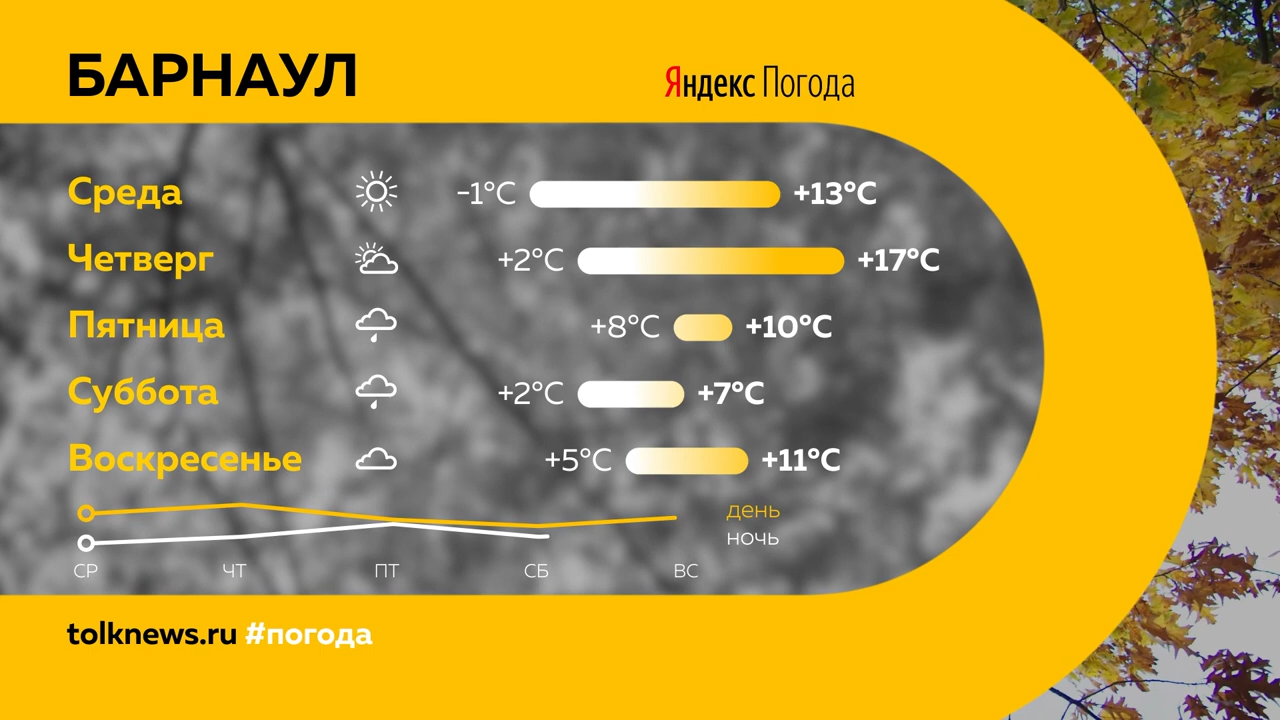 БАРНАУЛ
Яндекс Погода
Среда −1°C +13°C
Четверг +2°C +17°C
Пятница +8°C +10°C
Суббота +2°C +7°C
Воскресенье +5°C +11°C
день
ночь
СР ЧТ ПТ СБ ВС
tolknews.ru #погода